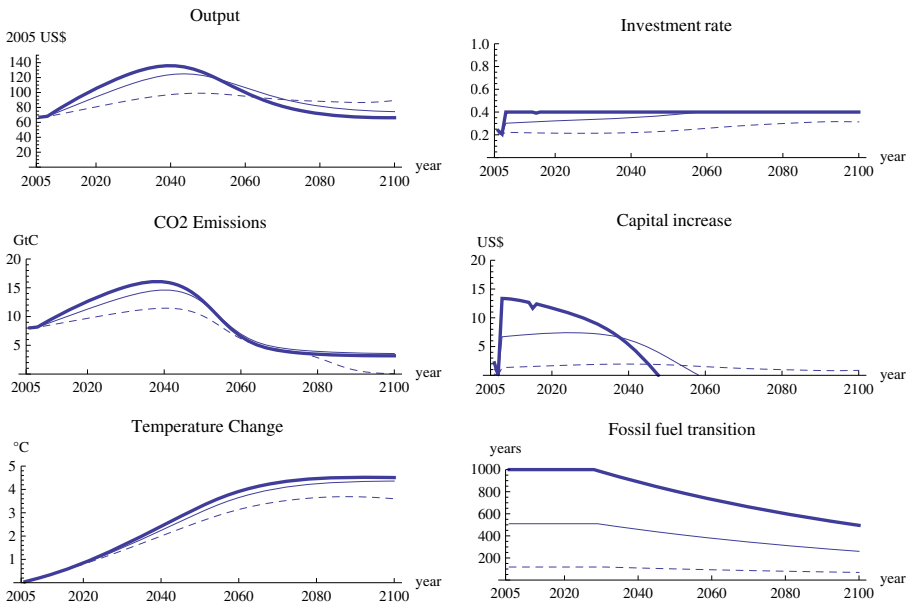 Output
2005 US$
140
120
100
80
60
40
20
2005 2020 2040 2060 2080 2100 year
Investment rate
1.0
0.8
0.6
0.4
0.2
2005 2020 2040 2060 2080 2100 year
CO2 Emissions
GtC
20
15
10
5
2005 2020 2040 2060 2080 2100 year
Capital increase
US$
20
15
10
5
2005 2020 2040 2060 2080 2100 year
Temperature Change
°C
5
4
3
2
1
2005 2020 2040 2060 2080 2100 year
Fossil fuel transition
years
1000
800
600
400
200
2005 2020 2040 2060 2080 2100 year